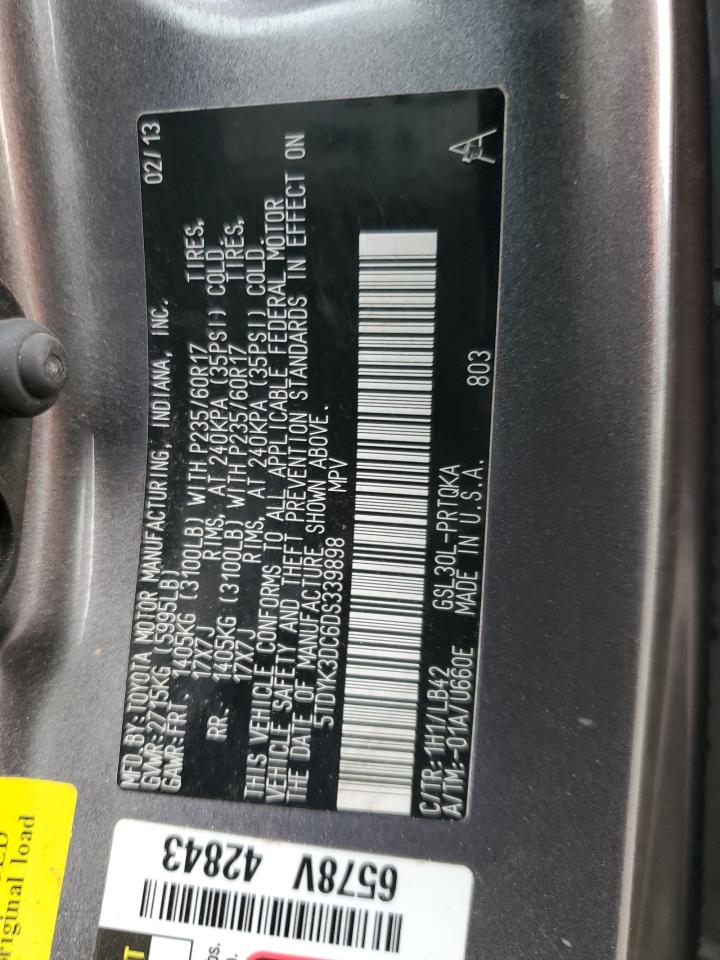 MFD.BY:TOYOTA MOTOR MANUFACTURING, INDIANA, INC. 02/13
GVWR:2715KG (5995LB)
GAWR:FRT: 1405KG (3100LB) WITH P235/60R17 TIRES,
17X7J RIMS, AT 240KPA (35PSI) COLD.
RR: 1405KG (3100LB) WITH P235/60R17 TIRES,
17X7J RIMS, AT 240KPA (35PSI) COLD.
THIS VEHICLE CONFORMS TO ALL APPLICABLE FEDERAL MOTOR
VEHICLE SAFETY AND THEFT PREVENTION STANDARDS IN EFFECT ON
THE DATE OF MANUFACTURE SHOWN ABOVE.
5TDYK3DC6DS339898 MPV
C/TR:1H1/LB42 GSL30L-PRTQKA 803
A/TM:-01A/U660E MADE IN U.S.A. A
6578V 42843
original load